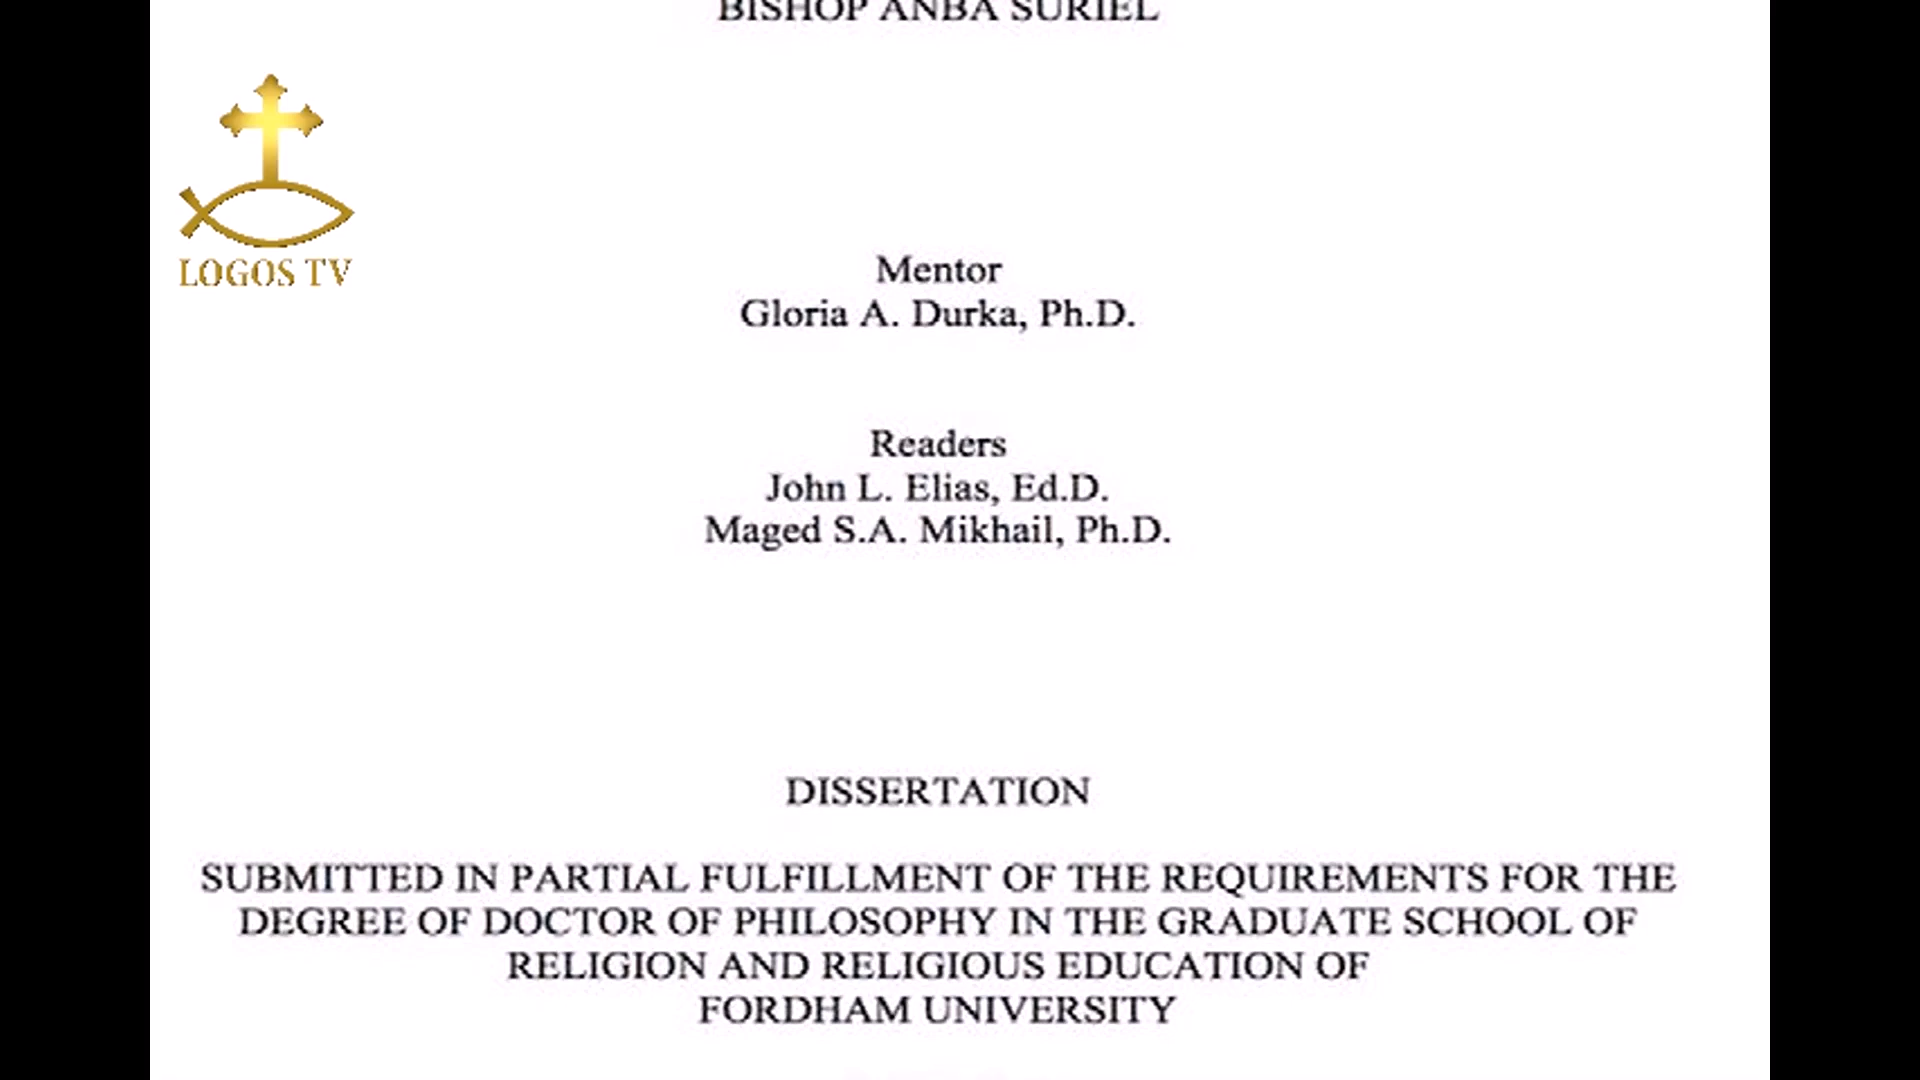 BISHOP ANBA SURIEL
LOGOS TV
Mentor
Gloria A. Durka, Ph.D.
Readers
John L. Elias, Ed.D.
Maged S.A. Mikhail, Ph.D.
DISSERTATION
SUBMITTED IN PARTIAL FULFILLMENT OF THE REQUIREMENTS FOR THE
DEGREE OF DOCTOR OF PHILOSOPHY IN THE GRADUATE SCHOOL OF
RELIGION AND RELIGIOUS EDUCATION OF
FORDHAM UNIVERSITY